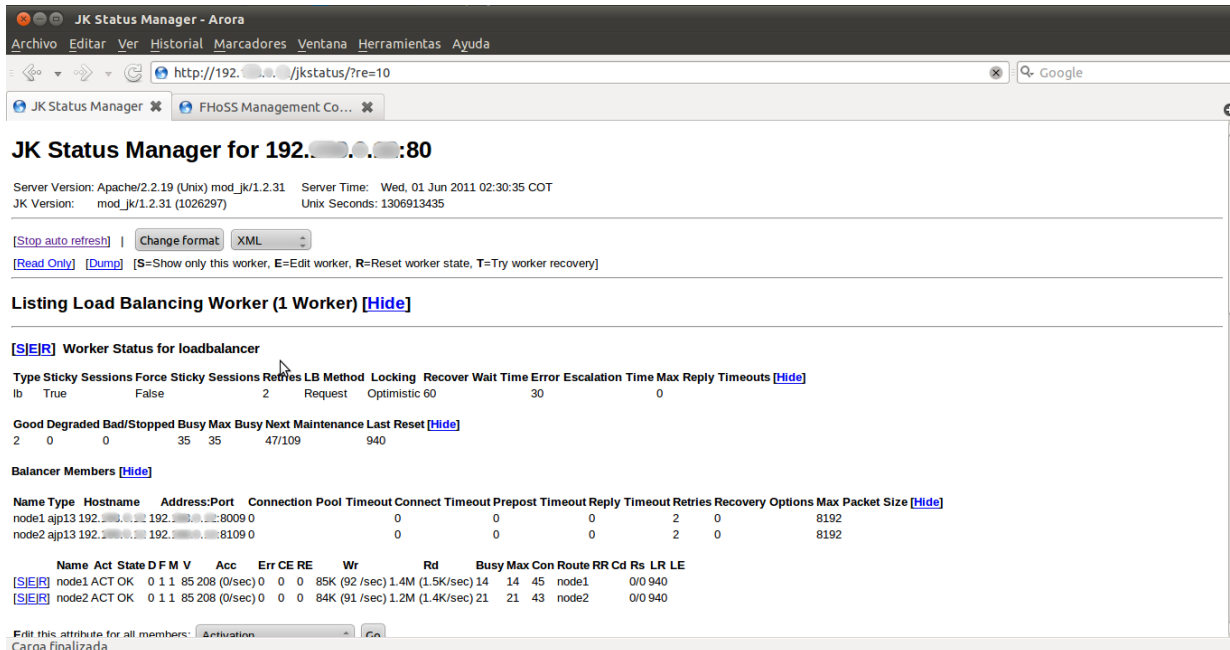 JK Status Manager - Arora
Archivo Editar Ver Historial Marcadores Ventana Herramientas Ayuda
http://192. /jkstatus/?re=10 Google
JK Status Manager FHoSS Management Co...
JK Status Manager for 192. . :80
Server Version: Apache/2.2.19 (Unix) mod_jk/1.2.31 Server Time: Wed, 01 Jun 2011 02:30:35 COT
JK Version: mod_jk/1.2.31 (1026297) Unix Seconds: 1306913435
[Stop auto refresh] | Change format XML
[Read Only] [Dump] [S=Show only this worker, E=Edit worker, R=Reset worker state, T=Try worker recovery]
Listing Load Balancing Worker (1 Worker) [Hide]
[S|E|R] Worker Status for loadbalancer
Type Sticky Sessions Force Sticky Sessions Retries LB Method Locking Recover Wait Time Error Escalation Time Max Reply Timeouts [Hide]
lb True False 2 Request Optimistic 60 30 0
Good Degraded Bad/Stopped Busy Max Busy Next Maintenance Last Reset [Hide]
2 0 0 35 35 47/109 940
Balancer Members [Hide]
Name Type Hostname Address:Port Connection Pool Timeout Connect Timeout Prepost Timeout Reply Timeout Retries Recovery Options Max Packet Size [Hide]
node1 ajp13 192. 192. :8009 0 0 0 0 2 0 8192
node2 ajp13 192. 192. :8109 0 0 0 0 2 0 8192
Name Act State D F M V Acc Err CE RE Wr Rd Busy Max Con Route RR Cd Rs LR LE
[S|E|R] node1 ACT OK 0 1 1 85 208 (0/sec) 0 0 0 85K (92 /sec) 1.4M (1.5K/sec) 14 14 45 node1 0/0 940
[S|E|R] node2 ACT OK 0 1 1 85 208 (0/sec) 0 0 0 84K (91 /sec) 1.2M (1.4K/sec) 21 21 43 node2 0/0 940
Edit this attribute for all members: Activation Go
Carga finalizada